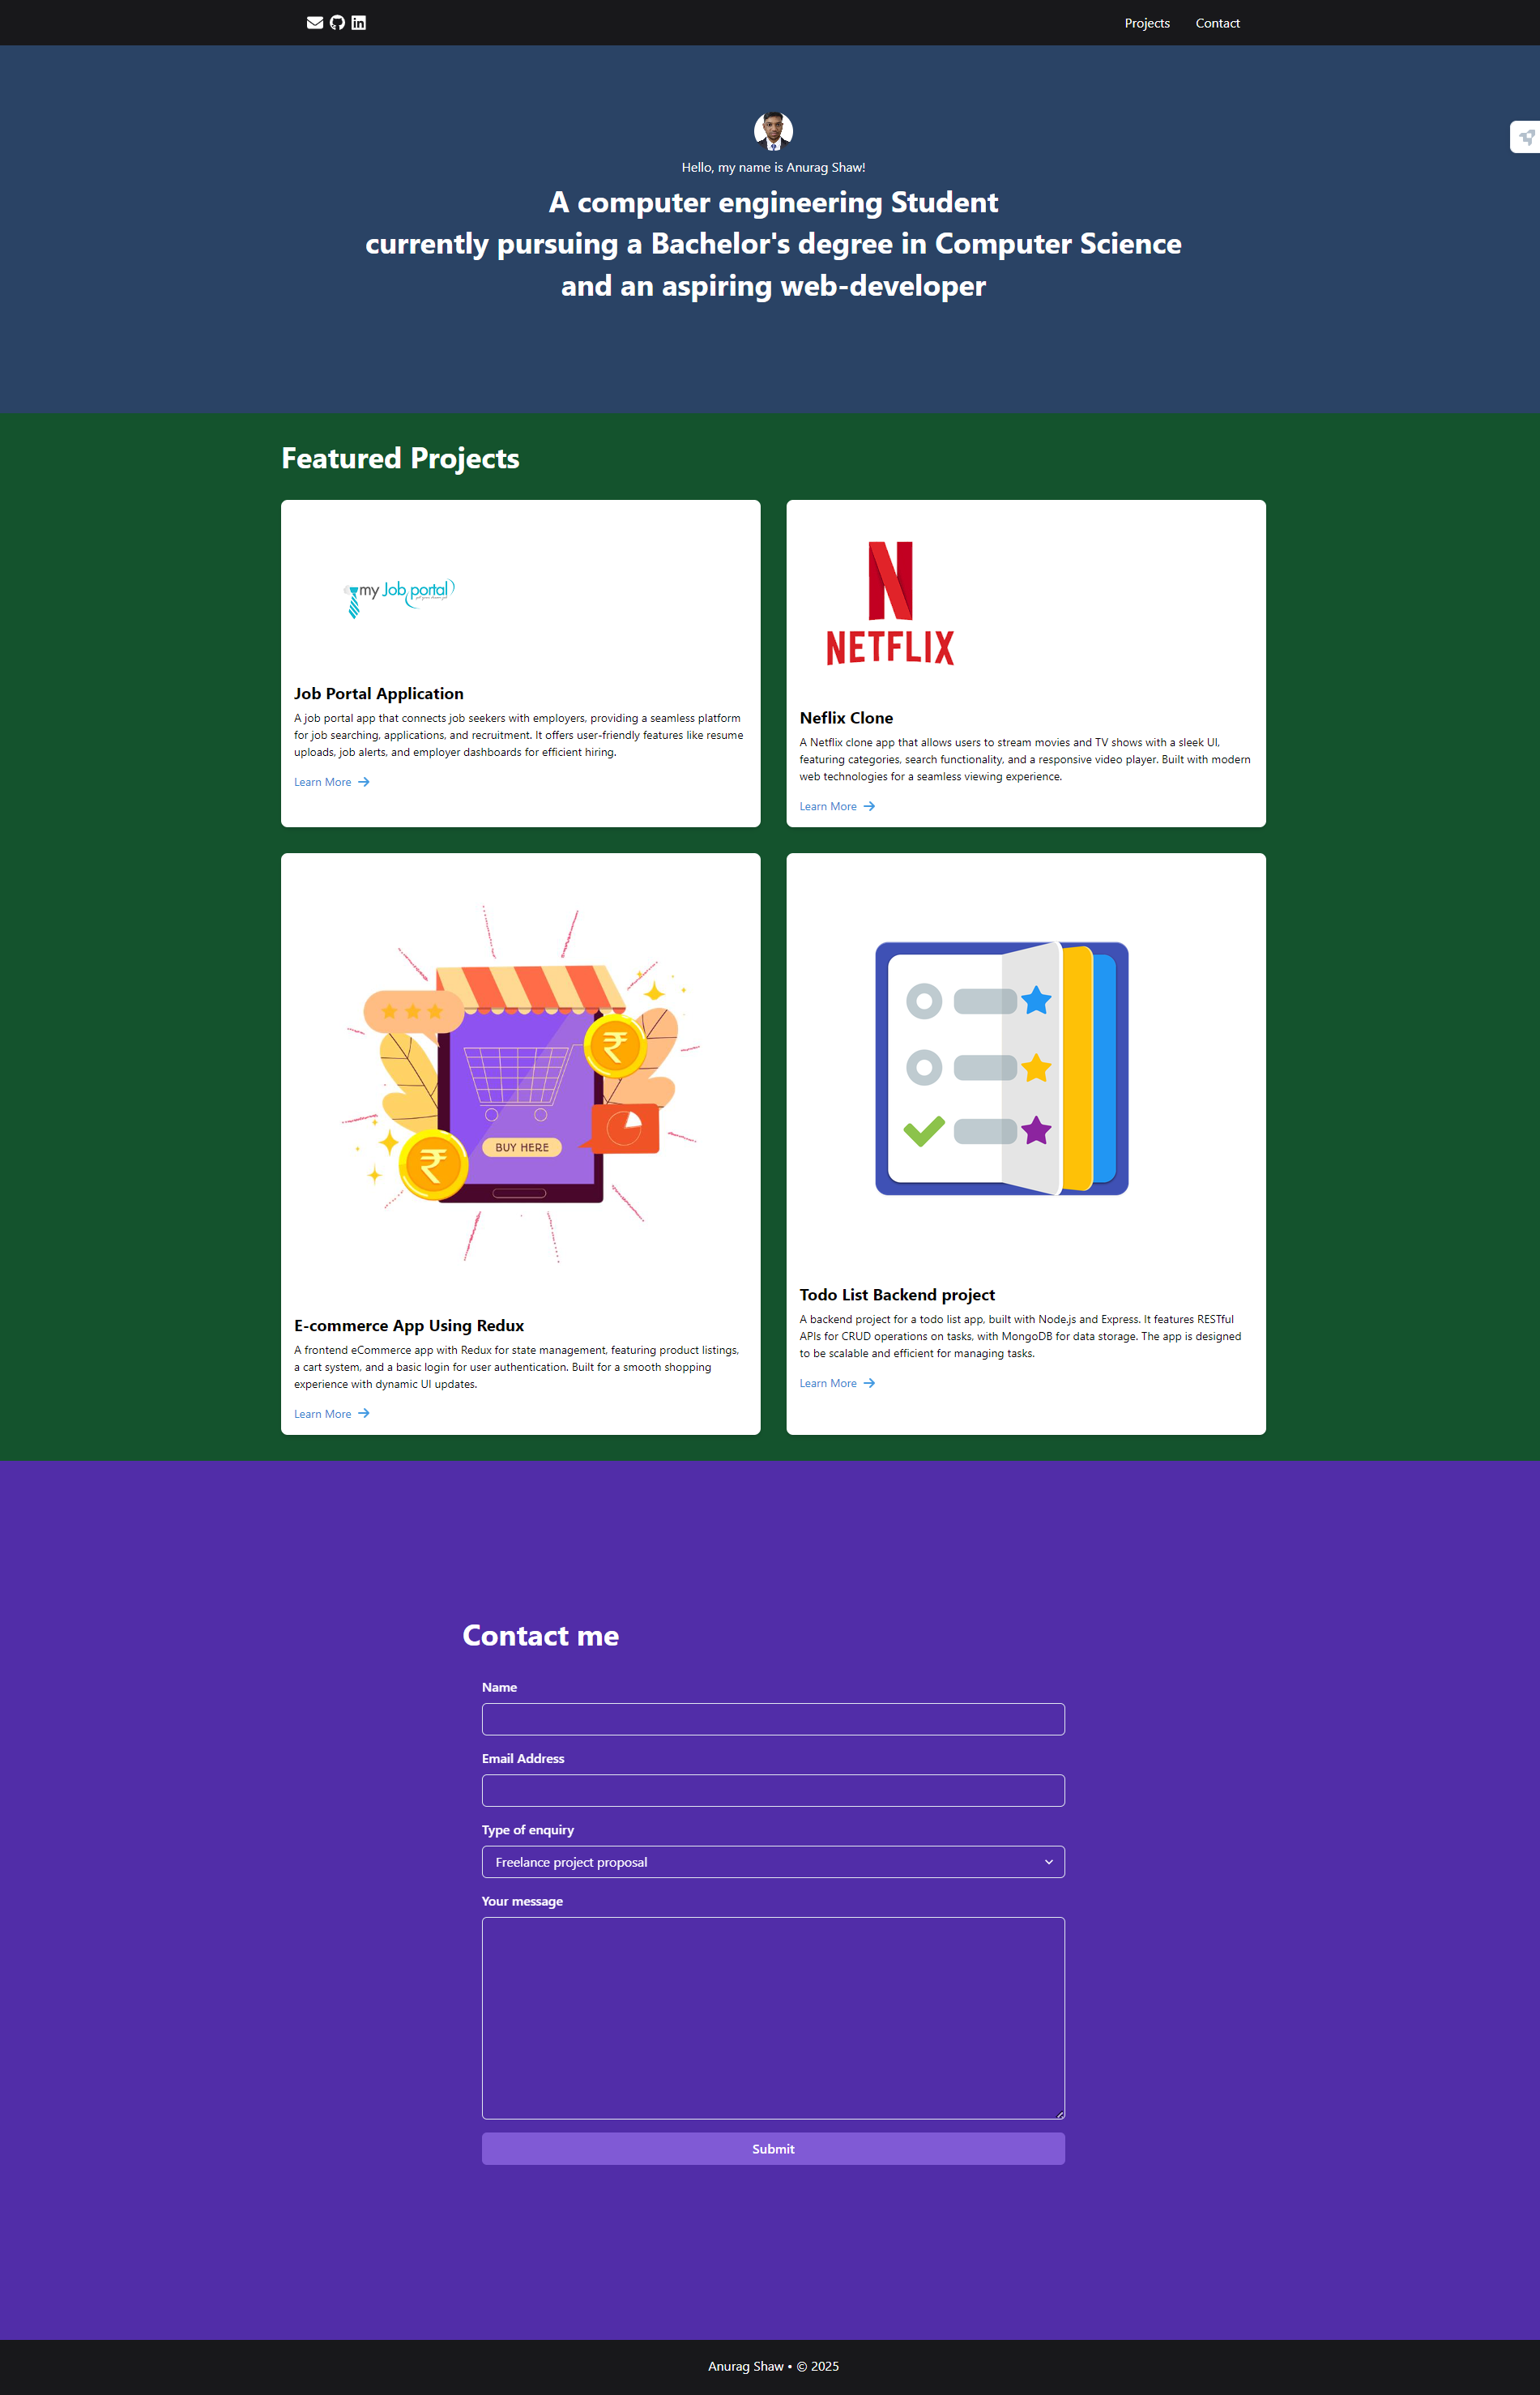 Projects Contact
Hello, my name is Anurag Shaw!
A computer engineering Student
currently pursuing a Bachelor's degree in Computer Science
and an aspiring web-developer
Featured Projects
my Job portal
Job Portal Application
A job portal app that connects job seekers with employers, providing a seamless platform
for job searching, applications, and recruitment. It offers user-friendly features like resume
uploads, job alerts, and employer dashboards for efficient hiring.
Learn More
N
NETFLIX
Neflix Clone
A Netflix clone app that allows users to stream movies and TV shows with a sleek UI,
featuring categories, search functionality, and a responsive video player. Built with modern
web technologies for a seamless viewing experience.
Learn More
₹
₹
BUY HERE
E-commerce App Using Redux
A frontend eCommerce app with Redux for state management, featuring product listings,
a cart system, and a basic login for user authentication. Built for a smooth shopping
experience with dynamic UI updates.
Learn More
Todo List Backend project
A backend project for a todo list app, built with Node.js and Express. It features RESTful
APIs for CRUD operations on tasks, with MongoDB for data storage. The app is designed
to be scalable and efficient for managing tasks.
Learn More
Contact me
Name
Email Address
Type of enquiry
Freelance project proposal
Your message
Submit
Anurag Shaw • © 2025